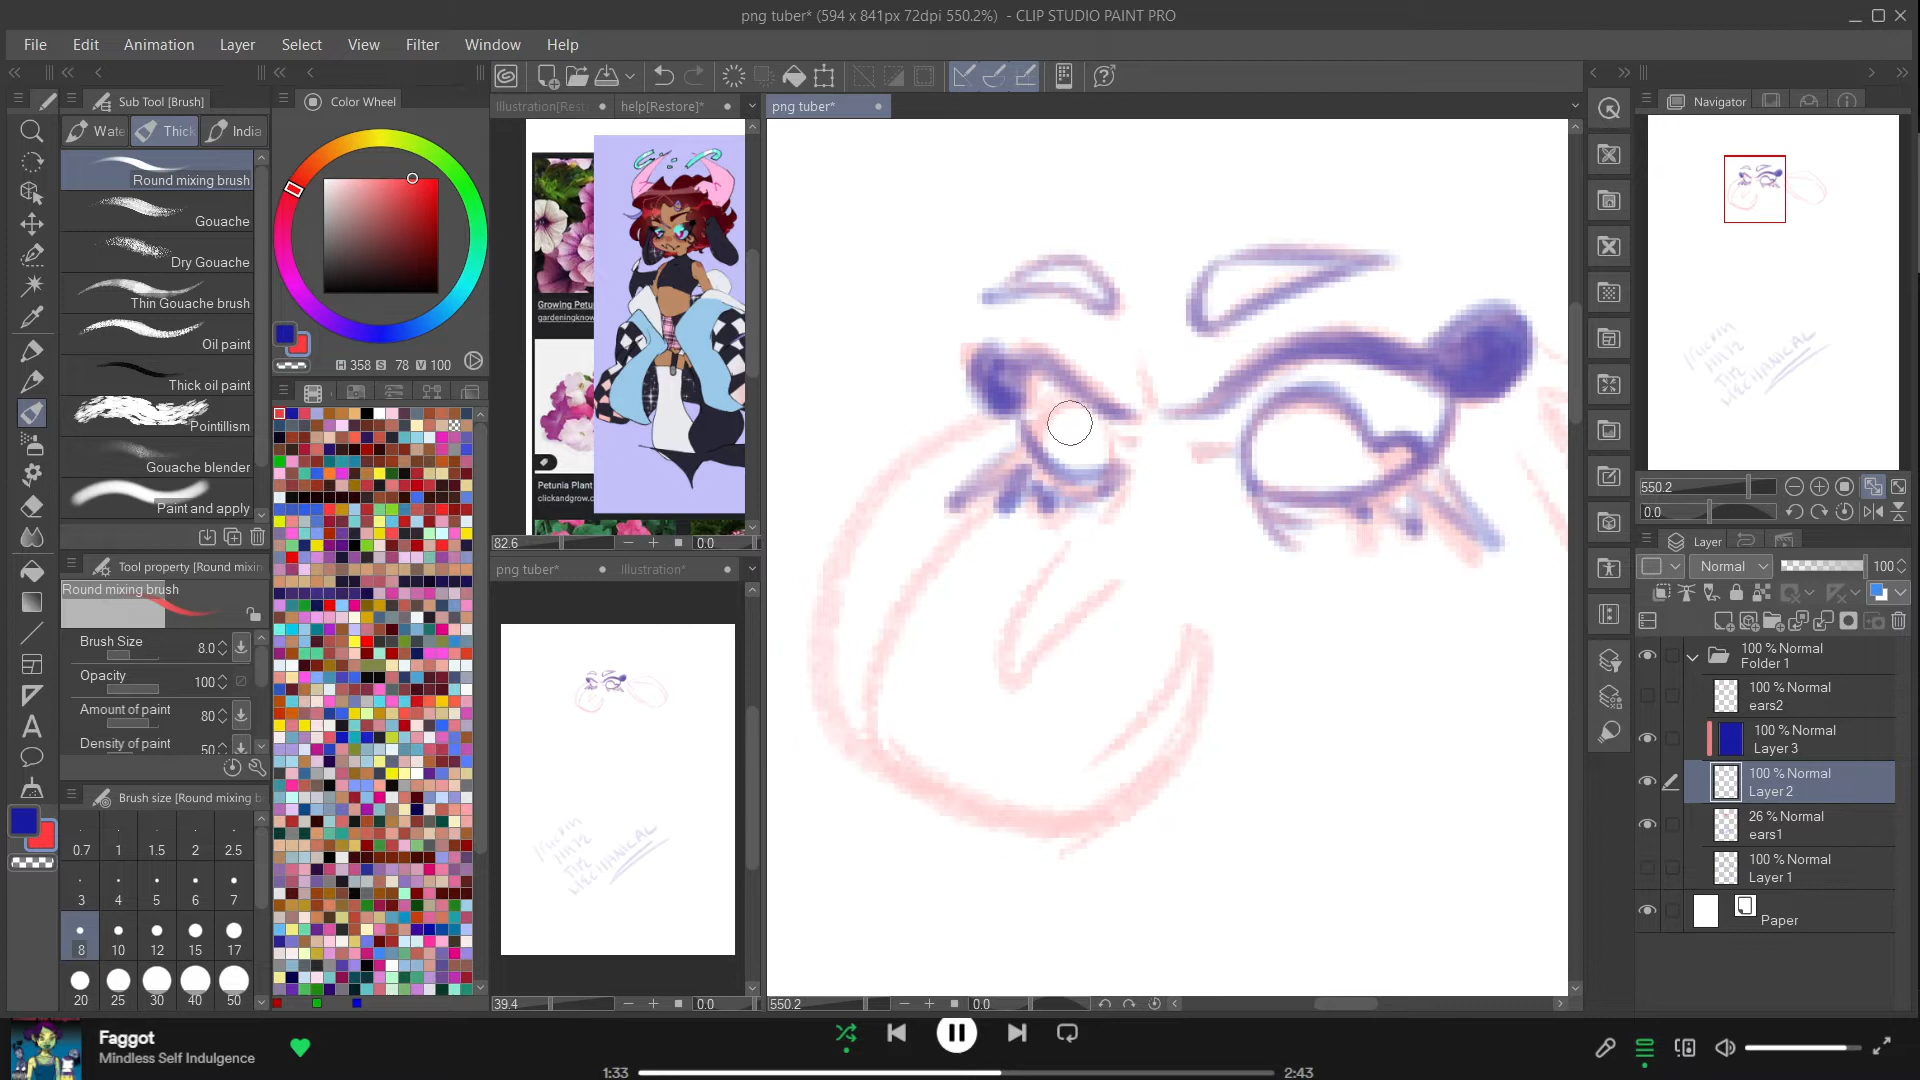 png tuber* (594 x 841px 72dpi 550.2%) - CLIP STUDIO PAINT PRO
File Edit Animation Layer Select View Filter Window Help
Sub Tool [Brush]
Wate Thick India
Round mixing brush
Gouache
Dry Gouache
Thin Gouache brush
Oil paint
Thick oil paint
Pointillism
Gouache blender
Paint and apply
Tool property [Round mixin
Round mixing brush
Brush Size 8.0
Opacity 100
Amount of paint 80
Density of paint 50
Brush size [Round mixing b
0.7 1 1.5 2 2.5
3 4 5 6 7
8 10 12 15 17
20 25 30 40 50
Color Wheel
H 358 S 78 V 100
Illustration[Rest help[Restore]*
Growing Petu
gardeningknow
Petunia Plant
clickandgrow.c
82.6 0.0
png tuber* Illustration*
MECHANICAL
39.4 0.0
png tuber*
550.2 0.0
Navigator
MECHANICAL
550.2
0.0
Layer
Normal 100
100 % Normal
Folder 1
100 % Normal
ears2
100 % Normal
Layer 3
100 % Normal
Layer 2
26 % Normal
ears1
100 % Normal
Layer 1
Paper
Faggot
Mindless Self Indulgence
1:33 2:43